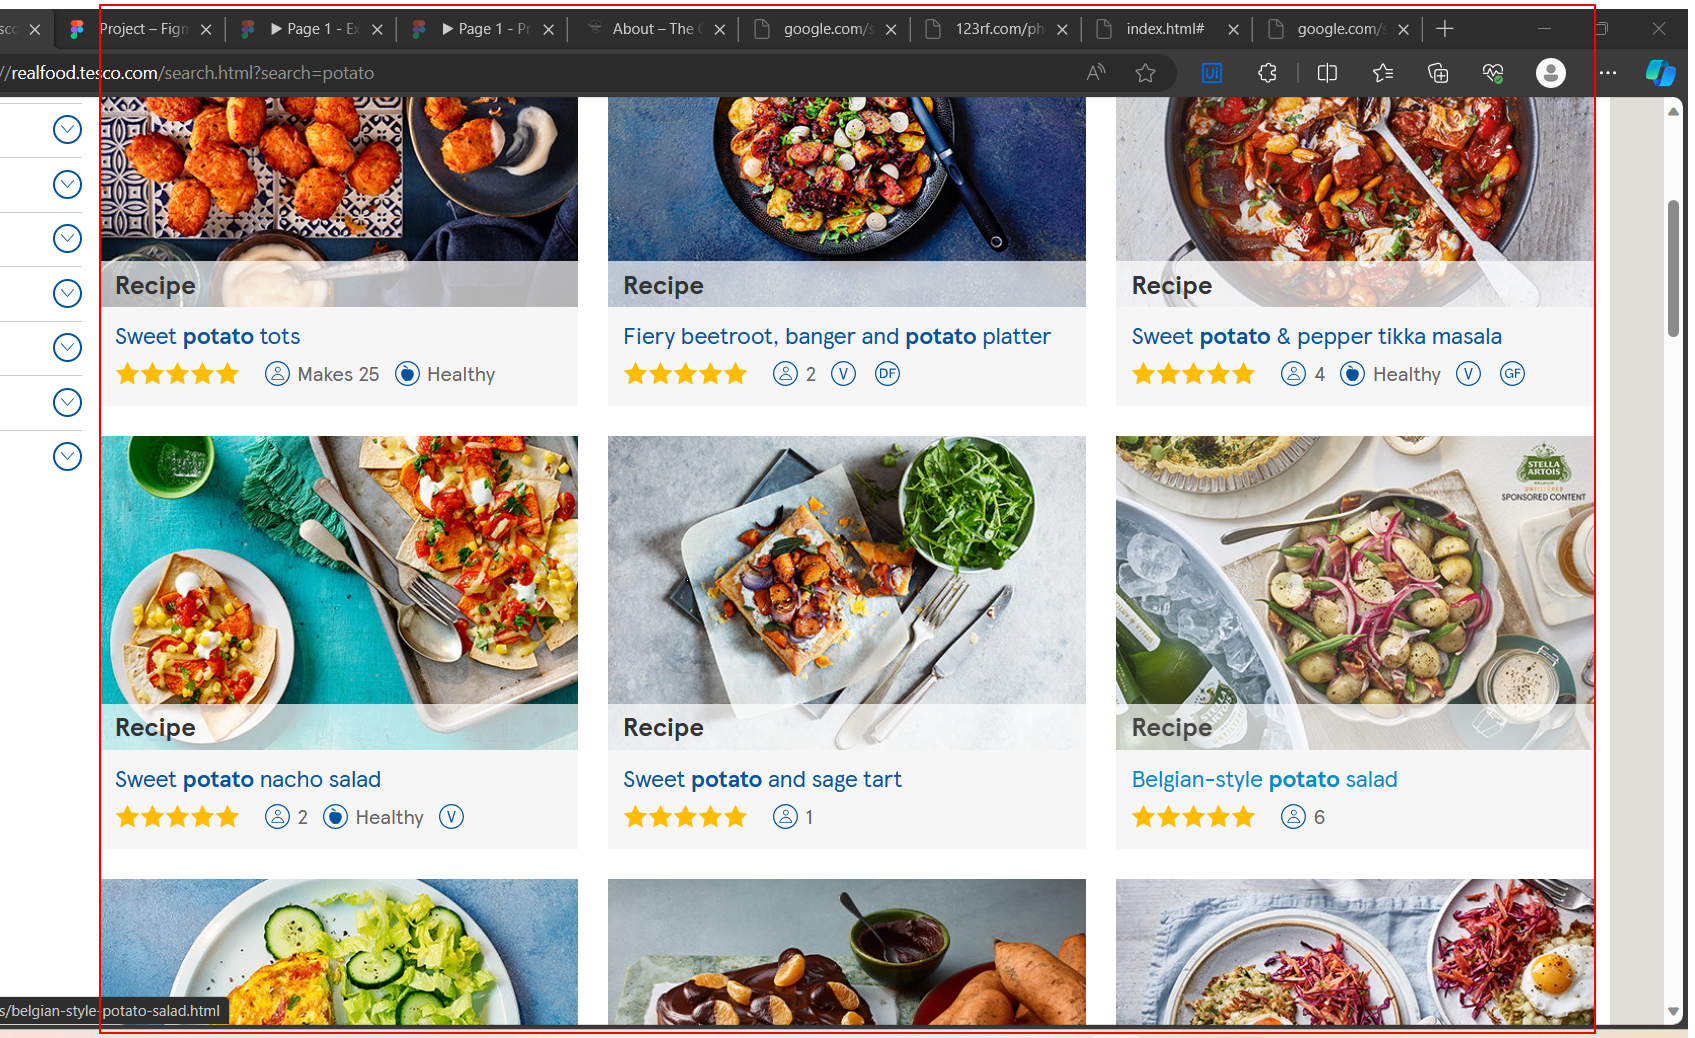 Project – Figm
Page 1 - Ex
Page 1 - Pr
About – The
google.com/s
123rf.com/ph
index.html#
google.com/s
//realfood.tesco.com/search.html?search=potato
Recipe
Recipe
Recipe
Sweet potato tots
Fiery beetroot, banger and potato platter
Sweet potato & pepper tikka masala
Makes 25 Healthy
2 V DF
4 Healthy V GF
STELLA
ARTOIS
UNFILTERED
SPONSORED CONTENT
Recipe
Recipe
Recipe
Sweet potato nacho salad
Sweet potato and sage tart
Belgian-style potato salad
2 Healthy V
1
6
s/belgian-style-potato-salad.html